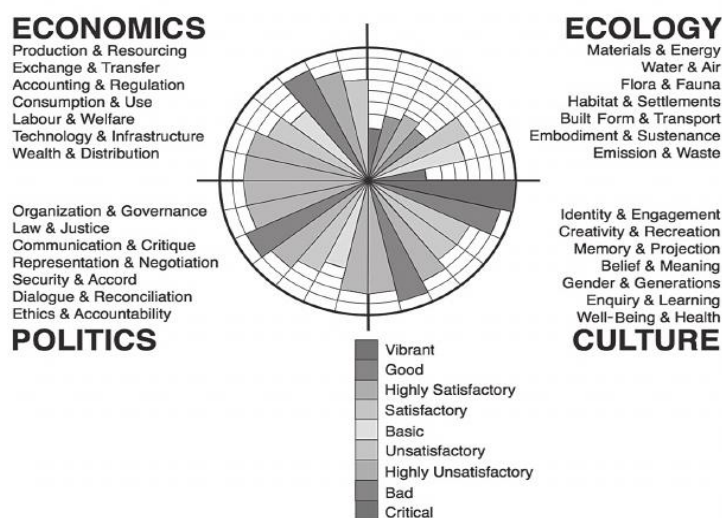 ECONOMICS
Production & Resourcing
Exchange & Transfer
Accounting & Regulation
Consumption & Use
Labour & Welfare
Technology & Infrastructure
Wealth & Distribution
ECOLOGY
Materials & Energy
Water & Air
Flora & Fauna
Habitat & Settlements
Built Form & Transport
Embodiment & Sustenance
Emission & Waste
Organization & Governance
Law & Justice
Communication & Critique
Representation & Negotiation
Security & Accord
Dialogue & Reconciliation
Ethics & Accountability
POLITICS
Identity & Engagement
Creativity & Recreation
Memory & Projection
Belief & Meaning
Gender & Generations
Enquiry & Learning
Well-Being & Health
CULTURE
Vibrant
Good
Highly Satisfactory
Satisfactory
Basic
Unsatisfactory
Highly Unsatisfactory
Bad
Critical